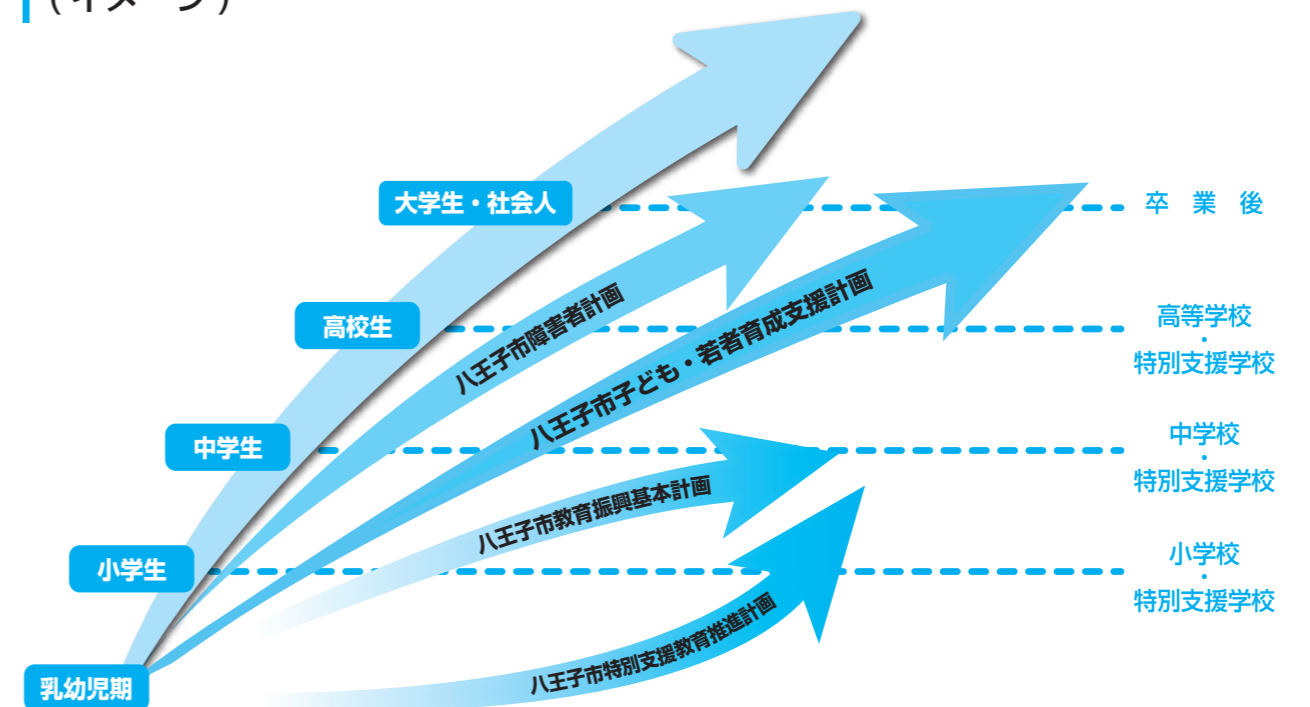 (イメージ)
大学生・社会人
卒業後
高校生
高等学校
・
特別支援学校
八王子市障害者計画
八王子市子ども・若者育成支援計画
中学生
中学校
・
特別支援学校
八王子市教育振興基本計画
小学生
小学校
・
特別支援学校
八王子市特別支援教育推進計画
乳幼児期